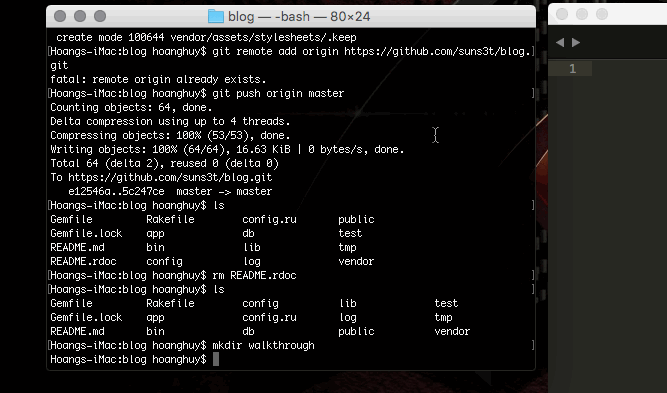 blog — -bash — 80×24
create mode 100644 vendor/assets/stylesheets/.keep
[Hoangs-iMac:blog hoanghuy$ git remote add origin https://github.com/suns3t/blog.]
git
fatal: remote origin already exists.
[Hoangs-iMac:blog hoanghuy$ git push origin master ]
Counting objects: 64, done.
Delta compression using up to 4 threads.
Compressing objects: 100% (53/53), done.
Writing objects: 100% (64/64), 16.63 KiB | 0 bytes/s, done.
Total 64 (delta 2), reused 0 (delta 0)
To https://github.com/suns3t/blog.git
e12546a..5c247ce master -> master
[Hoangs-iMac:blog hoanghuy$ ls ]
Gemfile Rakefile config.ru public
Gemfile.lock app db test
README.md bin lib tmp
README.rdoc config log vendor
[Hoangs-iMac:blog hoanghuy$ rm README.rdoc ]
[Hoangs-iMac:blog hoanghuy$ ls ]
Gemfile Rakefile config lib test
Gemfile.lock app config.ru log tmp
README.md bin db public vendor
[Hoangs-iMac:blog hoanghuy$ mkdir walkthrough ]
Hoangs-iMac:blog hoanghuy$
1